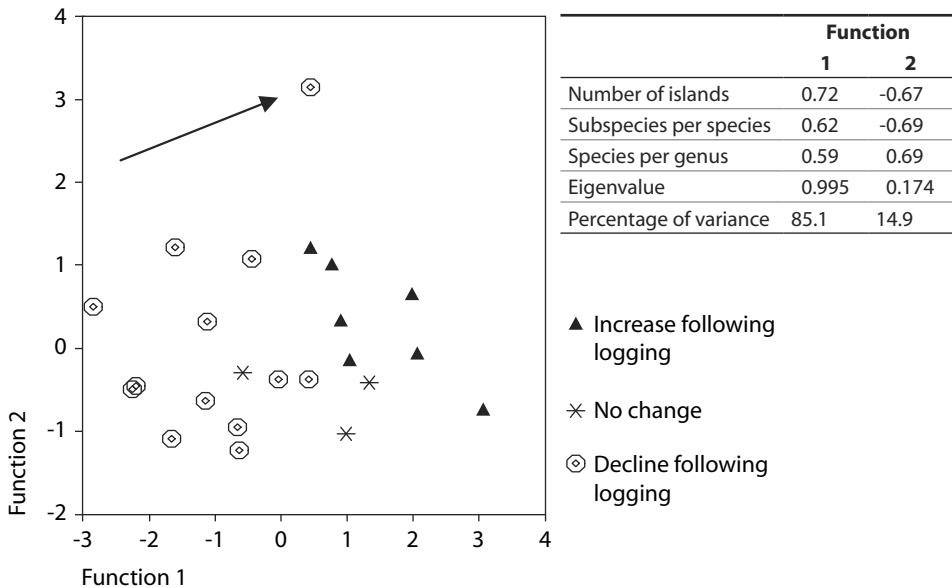 4
3
2
1
0
-1
-2
Function 2
-3 -2 -1 0 1 2 3 4
Function 1
Function
1 2
Number of islands 0.72 -0.67
Subspecies per species 0.62 -0.69
Species per genus 0.59 0.69
Eigenvalue 0.995 0.174
Percentage of variance 85.1 14.9
Increase following
logging
No change
Decline following
logging